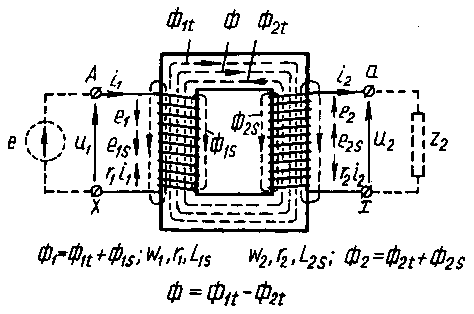 Φ1t Φ Φ2t
A i1 i2 a
e1 e2
e u1 e1s Φ1s Φ2s e2s u2 z2
r1i1 r2i2
X x
Φ1=Φ1t+Φ1s; w1, r1, L1s w2, r2, L2s; Φ2=Φ2t+Φ2s
Φ=Φ1t-Φ2t